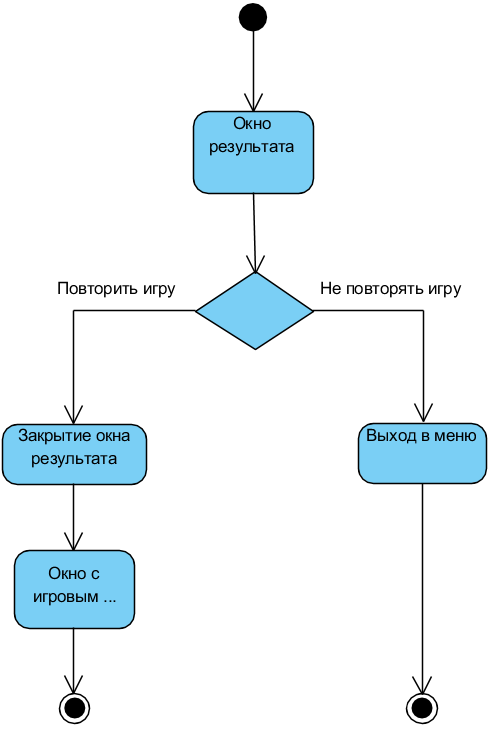 Окно
результата
Повторить игру
Не повторять игру
Закрытие окна
результата
Выход в меню
Окно с
игровым ...